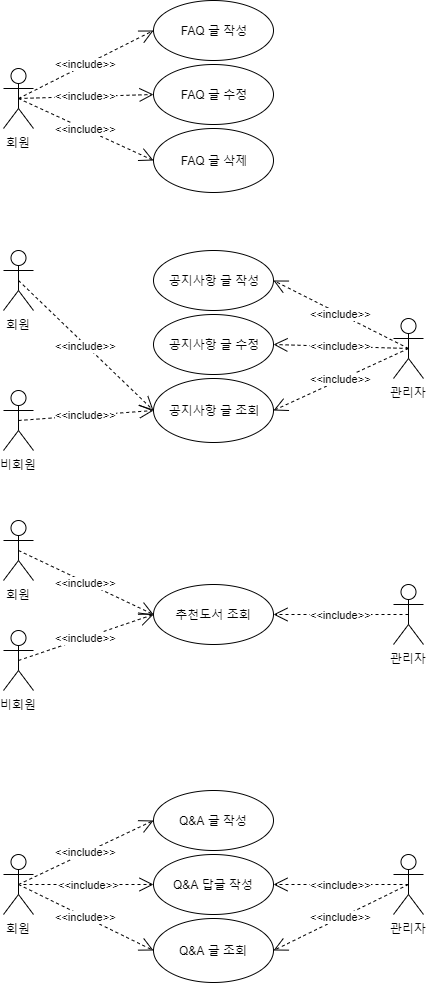 FAQ 글 작성
<<include>>
FAQ 글 수정
<<include>>
<<include>>
회원
FAQ 글 삭제
공지사항 글 작성
<<include>>
회원
<<include>>
공지사항 글 수정
<<include>>
<<include>>
관리자
<<include>>
공지사항 글 조회
비회원
<<include>>
회원
추천도서 조회
<<include>>
<<include>>
관리자
비회원
Q&A 글 작성
<<include>>
<<include>>
Q&A 답글 작성
<<include>>
<<include>>
<<include>>
회원
관리자
Q&A 글 조회